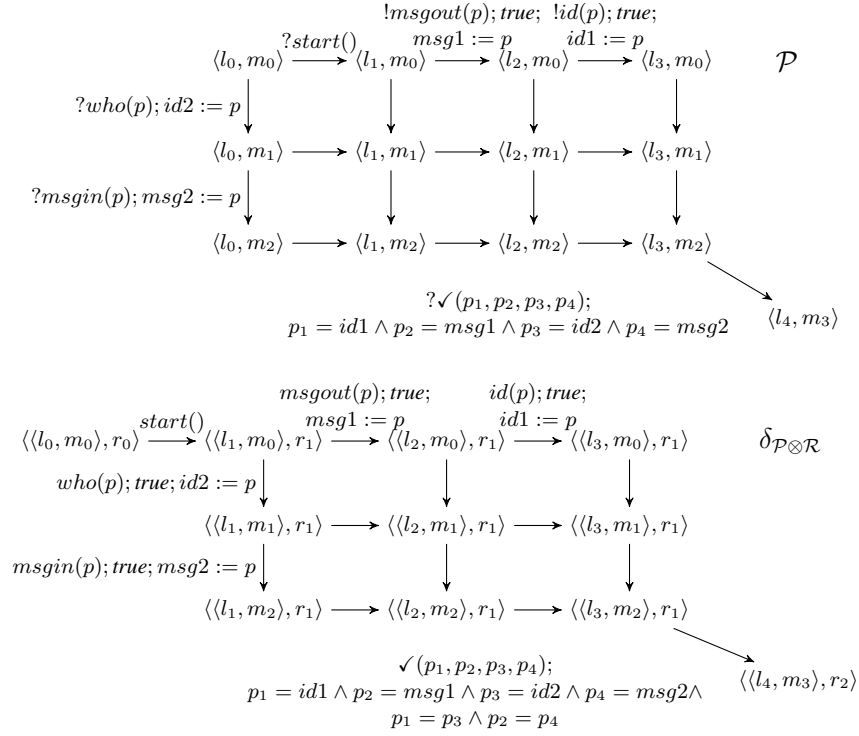 !msgout(p); true; !id(p); true;
?start() msg1 := p id1 := p
⟨l₀, m₀⟩ ⟨l₁, m₀⟩ ⟨l₂, m₀⟩ ⟨l₃, m₀⟩ 𝒫
?who(p); id2 := p
⟨l₀, m₁⟩ ⟨l₁, m₁⟩ ⟨l₂, m₁⟩ ⟨l₃, m₁⟩
?msgin(p); msg2 := p
⟨l₀, m₂⟩ ⟨l₁, m₂⟩ ⟨l₂, m₂⟩ ⟨l₃, m₂⟩
?✓(p₁, p₂, p₃, p₄);
⟨l₄, m₃⟩
p₁ = id1 ∧ p₂ = msg1 ∧ p₃ = id2 ∧ p₄ = msg2
msgout(p); true; id(p); true;
start() msg1 := p id1 := p
⟨⟨l₀, m₀⟩, r₀⟩ ⟨⟨l₁, m₀⟩, r₁⟩ ⟨⟨l₂, m₀⟩, r₁⟩ ⟨⟨l₃, m₀⟩, r₁⟩ δ𝒫⊗ℛ
who(p); true; id2 := p
⟨⟨l₁, m₁⟩, r₁⟩ ⟨⟨l₂, m₁⟩, r₁⟩ ⟨⟨l₃, m₁⟩, r₁⟩
msgin(p); true; msg2 := p
⟨⟨l₁, m₂⟩, r₁⟩ ⟨⟨l₂, m₂⟩, r₁⟩ ⟨⟨l₃, m₂⟩, r₁⟩
✓(p₁, p₂, p₃, p₄);
⟨⟨l₄, m₃⟩, r₂⟩
p₁ = id1 ∧ p₂ = msg1 ∧ p₃ = id2 ∧ p₄ = msg2∧
p₁ = p₃ ∧ p₂ = p₄